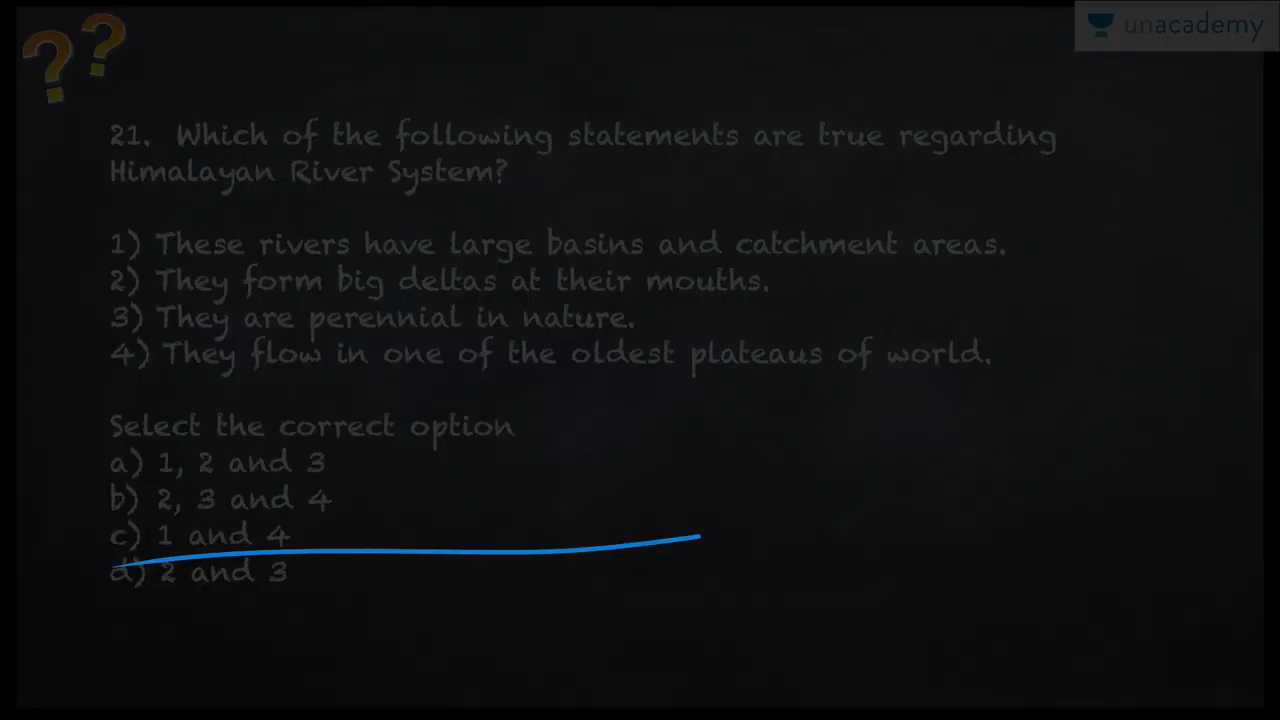 unacademy
21. Which of the following statements are true regarding
Himalayan River System?
1) These rivers have large basins and catchment areas.
2) They form big deltas at their mouths.
3) They are perennial in nature.
4) They flow in one of the oldest plateaus of world.
Select the correct option
a) 1, 2 and 3
b) 2, 3 and 4
c) 1 and 4
d) 2 and 3